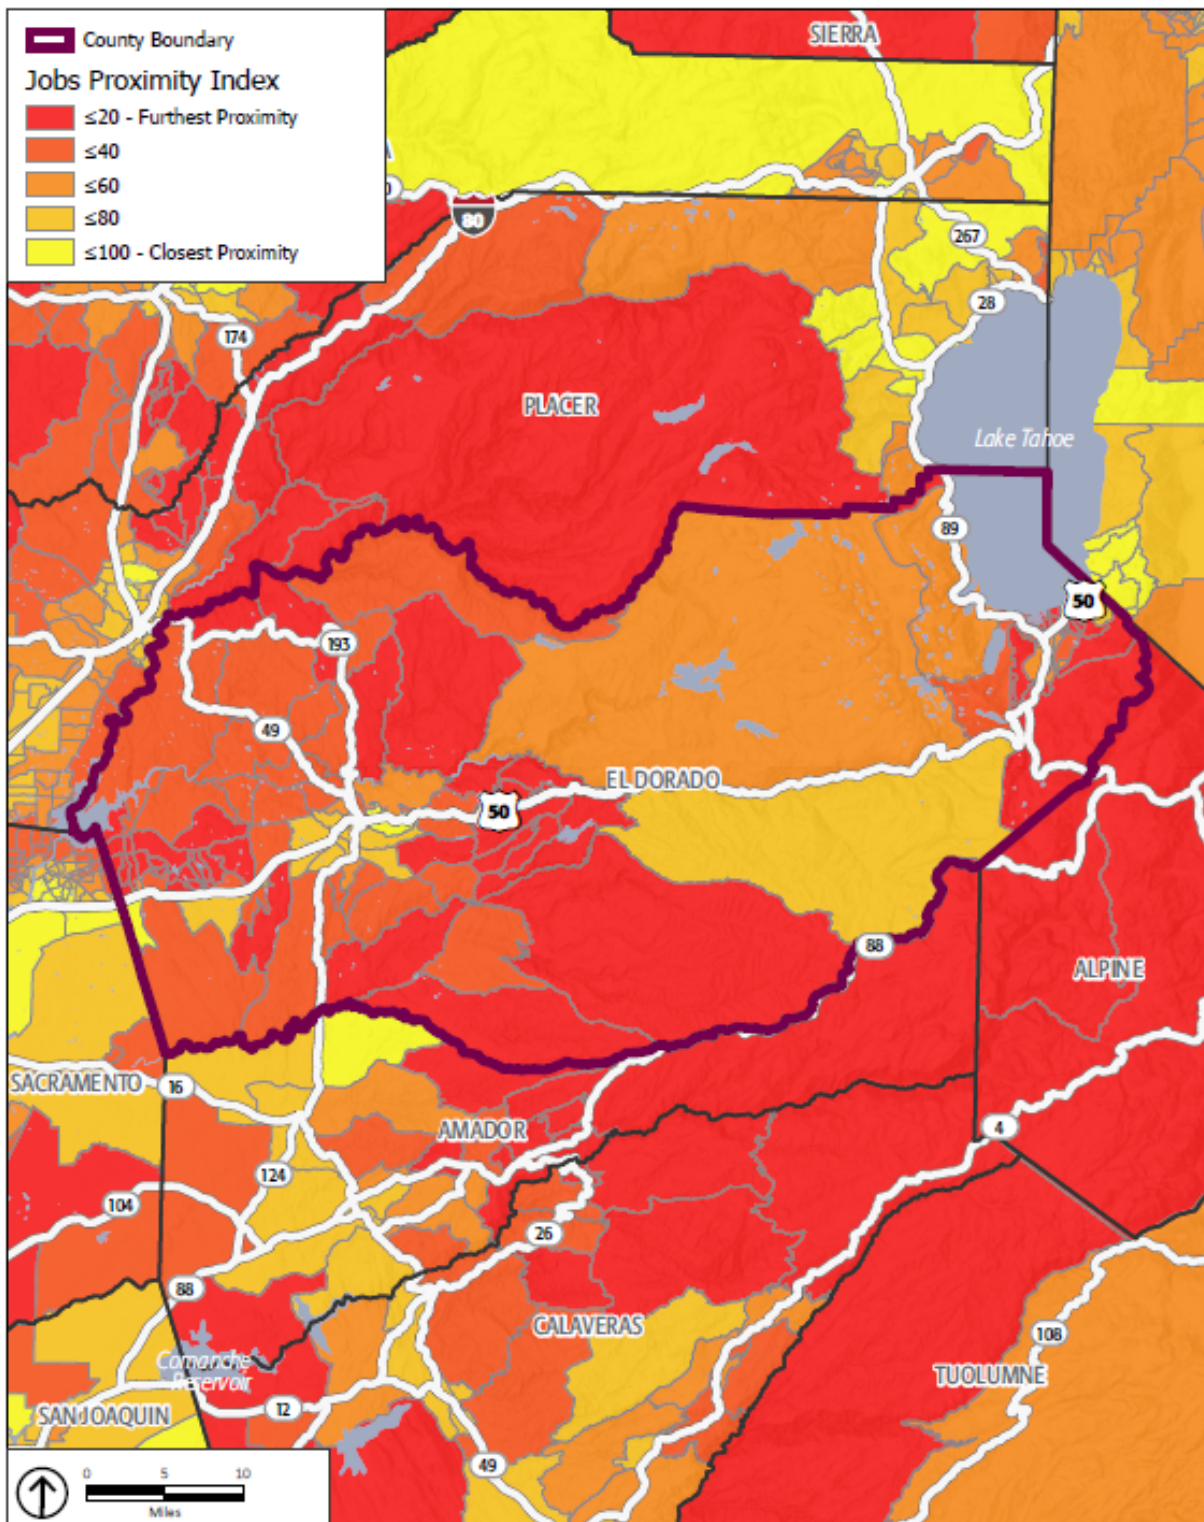 County Boundary
Jobs Proximity Index
≤20 - Furthest Proximity
≤40
≤60
≤80
≤100 - Closest Proximity
SIERRA
80
267
28
174
PLACER
Lake Tahoe
89
50
193
49
EL DORADO
50
88
ALPINE
SACRAMENTO
16
4
AMADOR
124
104
26
88
CALAVERAS
108
Comanche
Reservoir
TUOLUMNE
SAN JOAQUIN
12
49
0 5 10
Miles